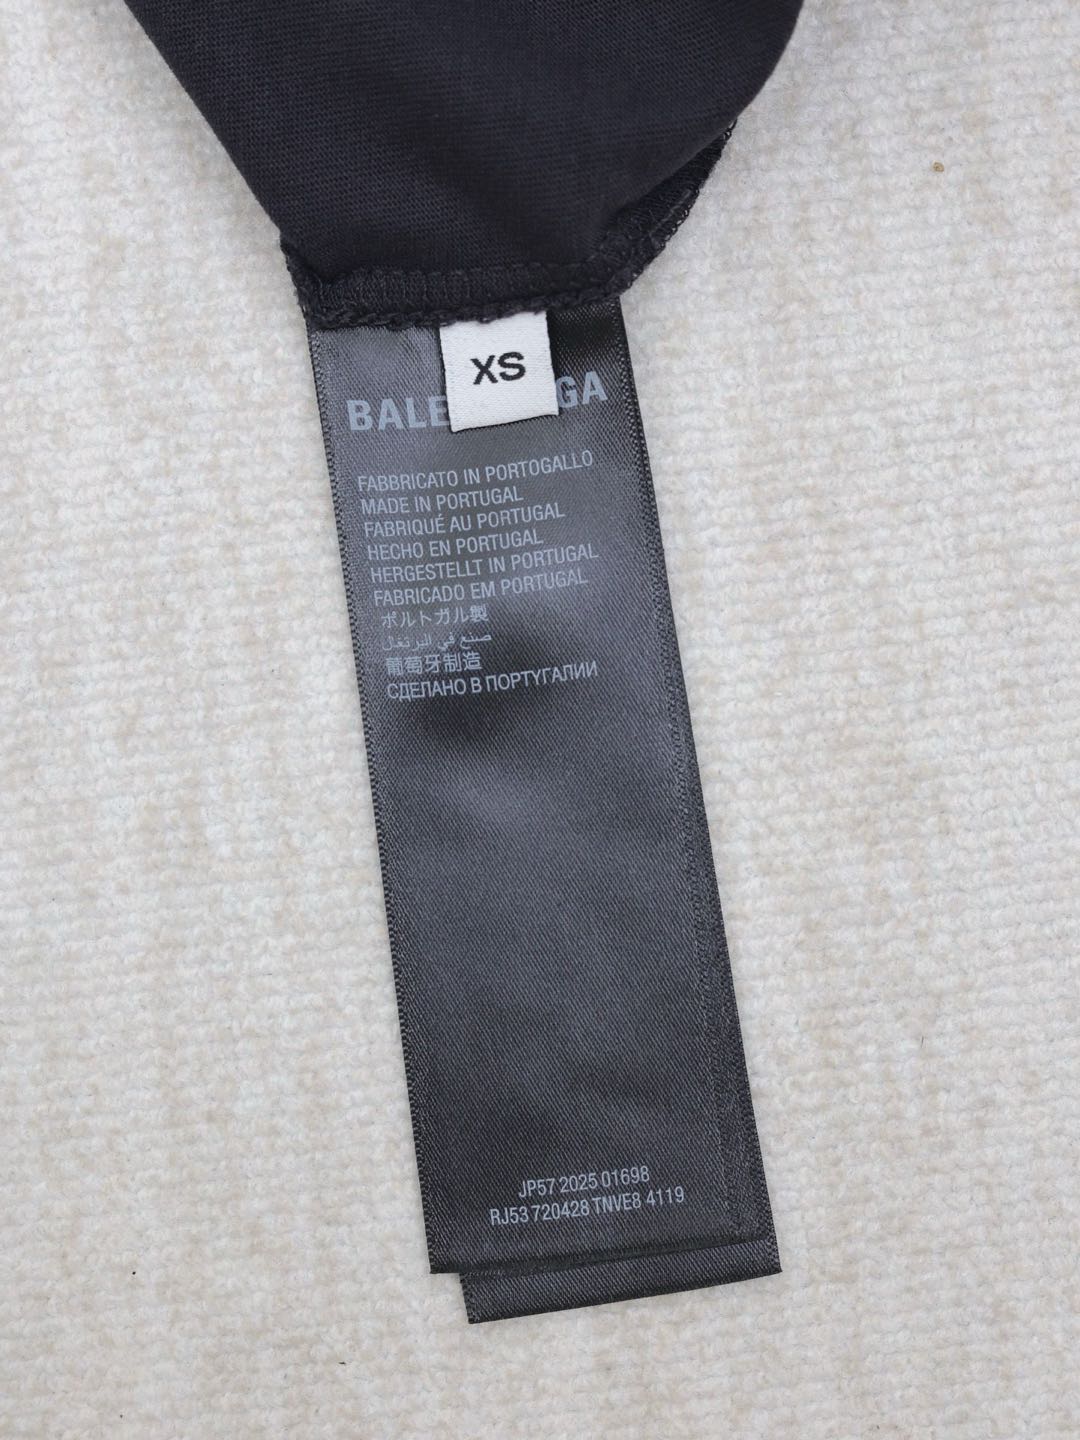 XS
BALE GA
FABBRICATO IN PORTOGALLO
MADE IN PORTUGAL
FABRIQUÉ AU PORTUGAL
HECHO EN PORTUGAL
HERGESTELLT IN PORTUGAL
FABRICADO EM PORTUGAL
ポルトガル製
صنع في البرتغال
葡萄牙制造
СДЕЛАНО В ПОРТУГАЛИИ
JP57 2025 01698
RJ53 720428 TNVE8 4119